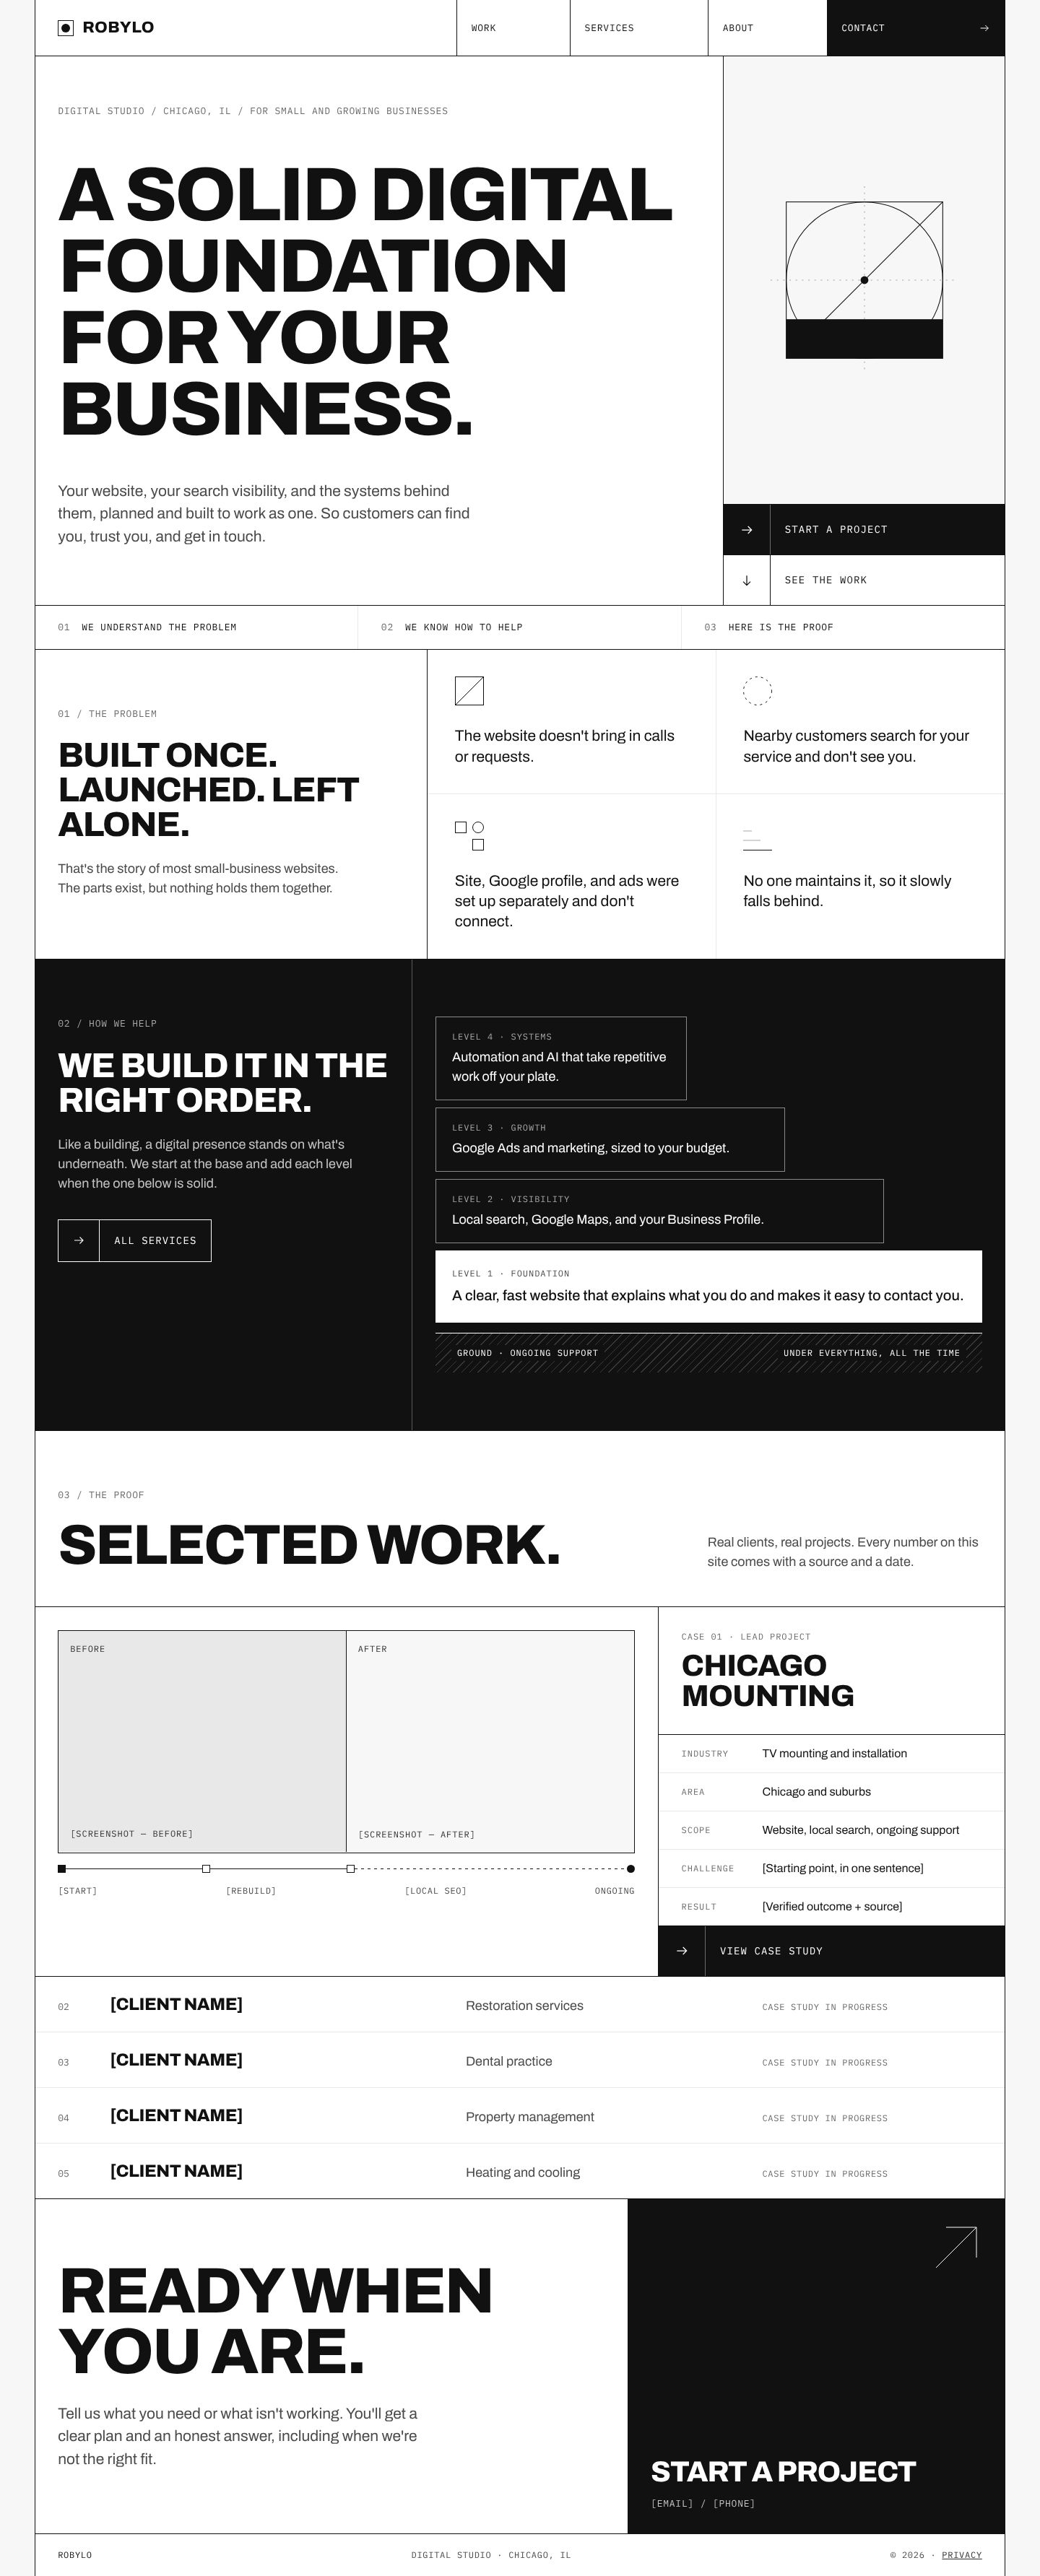 ROBYLO
WORK
SERVICES
ABOUT
CONTACT →
DIGITAL STUDIO / CHICAGO, IL / FOR SMALL AND GROWING BUSINESSES
A SOLID DIGITAL
FOUNDATION
FOR YOUR
BUSINESS.
Your website, your search visibility, and the systems behind
them, planned and built to work as one. So customers can find
you, trust you, and get in touch.
→ START A PROJECT
↓ SEE THE WORK
01 WE UNDERSTAND THE PROBLEM
02 WE KNOW HOW TO HELP
03 HERE IS THE PROOF
01 / THE PROBLEM
BUILT ONCE.
LAUNCHED. LEFT
ALONE.
That's the story of most small-business websites.
The parts exist, but nothing holds them together.
The website doesn't bring in calls
or requests.
Nearby customers search for your
service and don't see you.
Site, Google profile, and ads were
set up separately and don't
connect.
No one maintains it, so it slowly
falls behind.
02 / HOW WE HELP
WE BUILD IT IN THE
RIGHT ORDER.
Like a building, a digital presence stands on what's
underneath. We start at the base and add each level
when the one below is solid.
→ ALL SERVICES
LEVEL 4 · SYSTEMS
Automation and AI that take repetitive
work off your plate.
LEVEL 3 · GROWTH
Google Ads and marketing, sized to your budget.
LEVEL 2 · VISIBILITY
Local search, Google Maps, and your Business Profile.
LEVEL 1 · FOUNDATION
A clear, fast website that explains what you do and makes it easy to contact you.
GROUND · ONGOING SUPPORT
UNDER EVERYTHING, ALL THE TIME
03 / THE PROOF
SELECTED WORK.
Real clients, real projects. Every number on this
site comes with a source and a date.
BEFORE
[SCREENSHOT — BEFORE]
AFTER
[SCREENSHOT — AFTER]
[START]
[REBUILD]
[LOCAL SEO]
ONGOING
CASE 01 · LEAD PROJECT
CHICAGO
MOUNTING
INDUSTRY TV mounting and installation
AREA Chicago and suburbs
SCOPE Website, local search, ongoing support
CHALLENGE [Starting point, in one sentence]
RESULT [Verified outcome + source]
→ VIEW CASE STUDY
02 [CLIENT NAME] Restoration services CASE STUDY IN PROGRESS
03 [CLIENT NAME] Dental practice CASE STUDY IN PROGRESS
04 [CLIENT NAME] Property management CASE STUDY IN PROGRESS
05 [CLIENT NAME] Heating and cooling CASE STUDY IN PROGRESS
READY WHEN
YOU ARE.
Tell us what you need or what isn't working. You'll get a
clear plan and an honest answer, including when we're
not the right fit.
START A PROJECT
[EMAIL] / [PHONE]
ROBYLO
DIGITAL STUDIO · CHICAGO, IL
© 2026 · PRIVACY